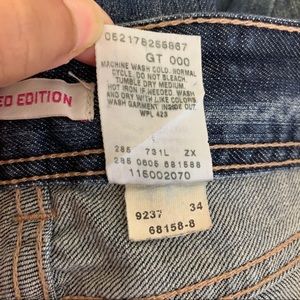 052178255867
GT 000
MACHINE WASH COLD. NORMAL
CYCLE. DO NOT BLEACH.
TUMBLE DRY MEDIUM.
HOT IRON IF NEEDED. WASH
AND DRY WITH LIKE COLORS.
WASH GARMENT INSIDE OUT
WPL 423
ED EDITION
285 731L ZX
285 0605 681588
115002070
9237 34
68158-8